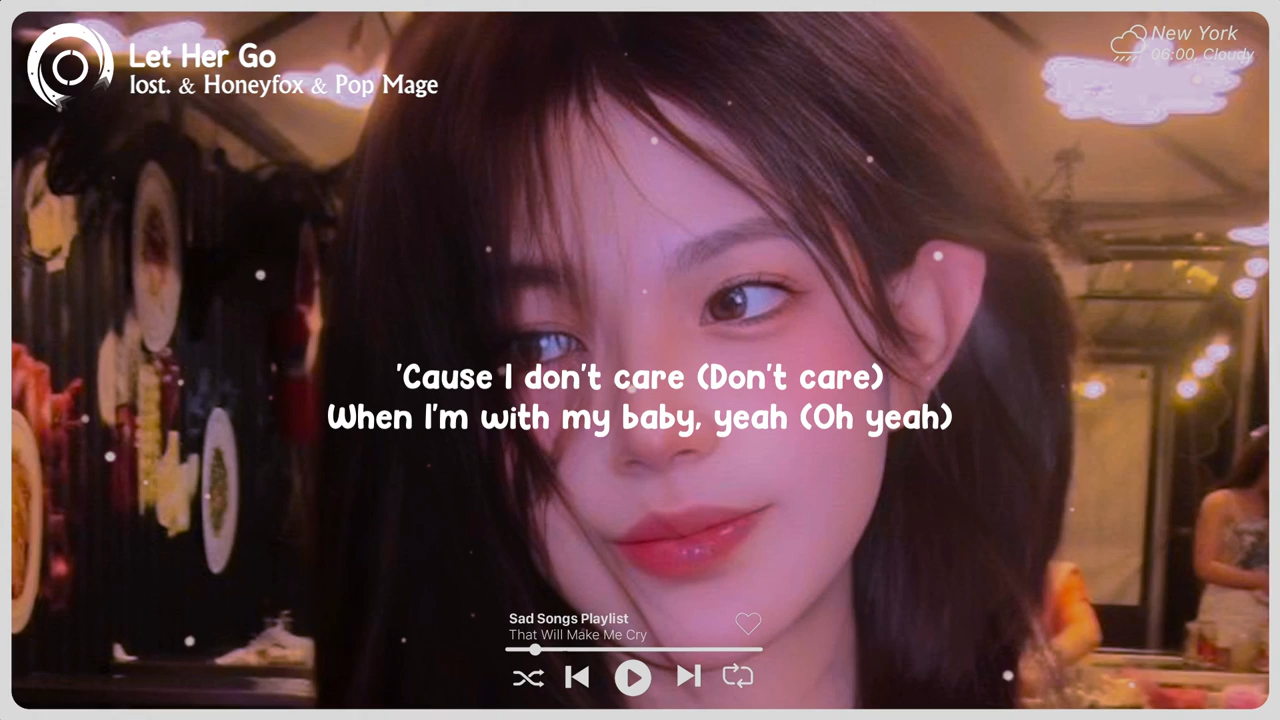 Let Her Go
lost. & Honeyfox & Pop Mage
New York
06:00, Cloudy
'Cause I don't care (Don't care)
When I'm with my baby, yeah (Oh yeah)
Sad Songs Playlist
That Will Make Me Cry